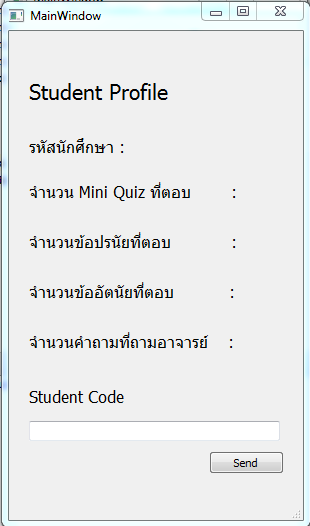 MainWindow
Student Profile
รหัสนักศึกษา :
จำนวน Mini Quiz ที่ตอบ :
จำนวนข้อปรนัยที่ตอบ :
จำนวนข้ออัตนัยที่ตอบ :
จำนวนคำถามที่ถามอาจารย์ :
Student Code
Send